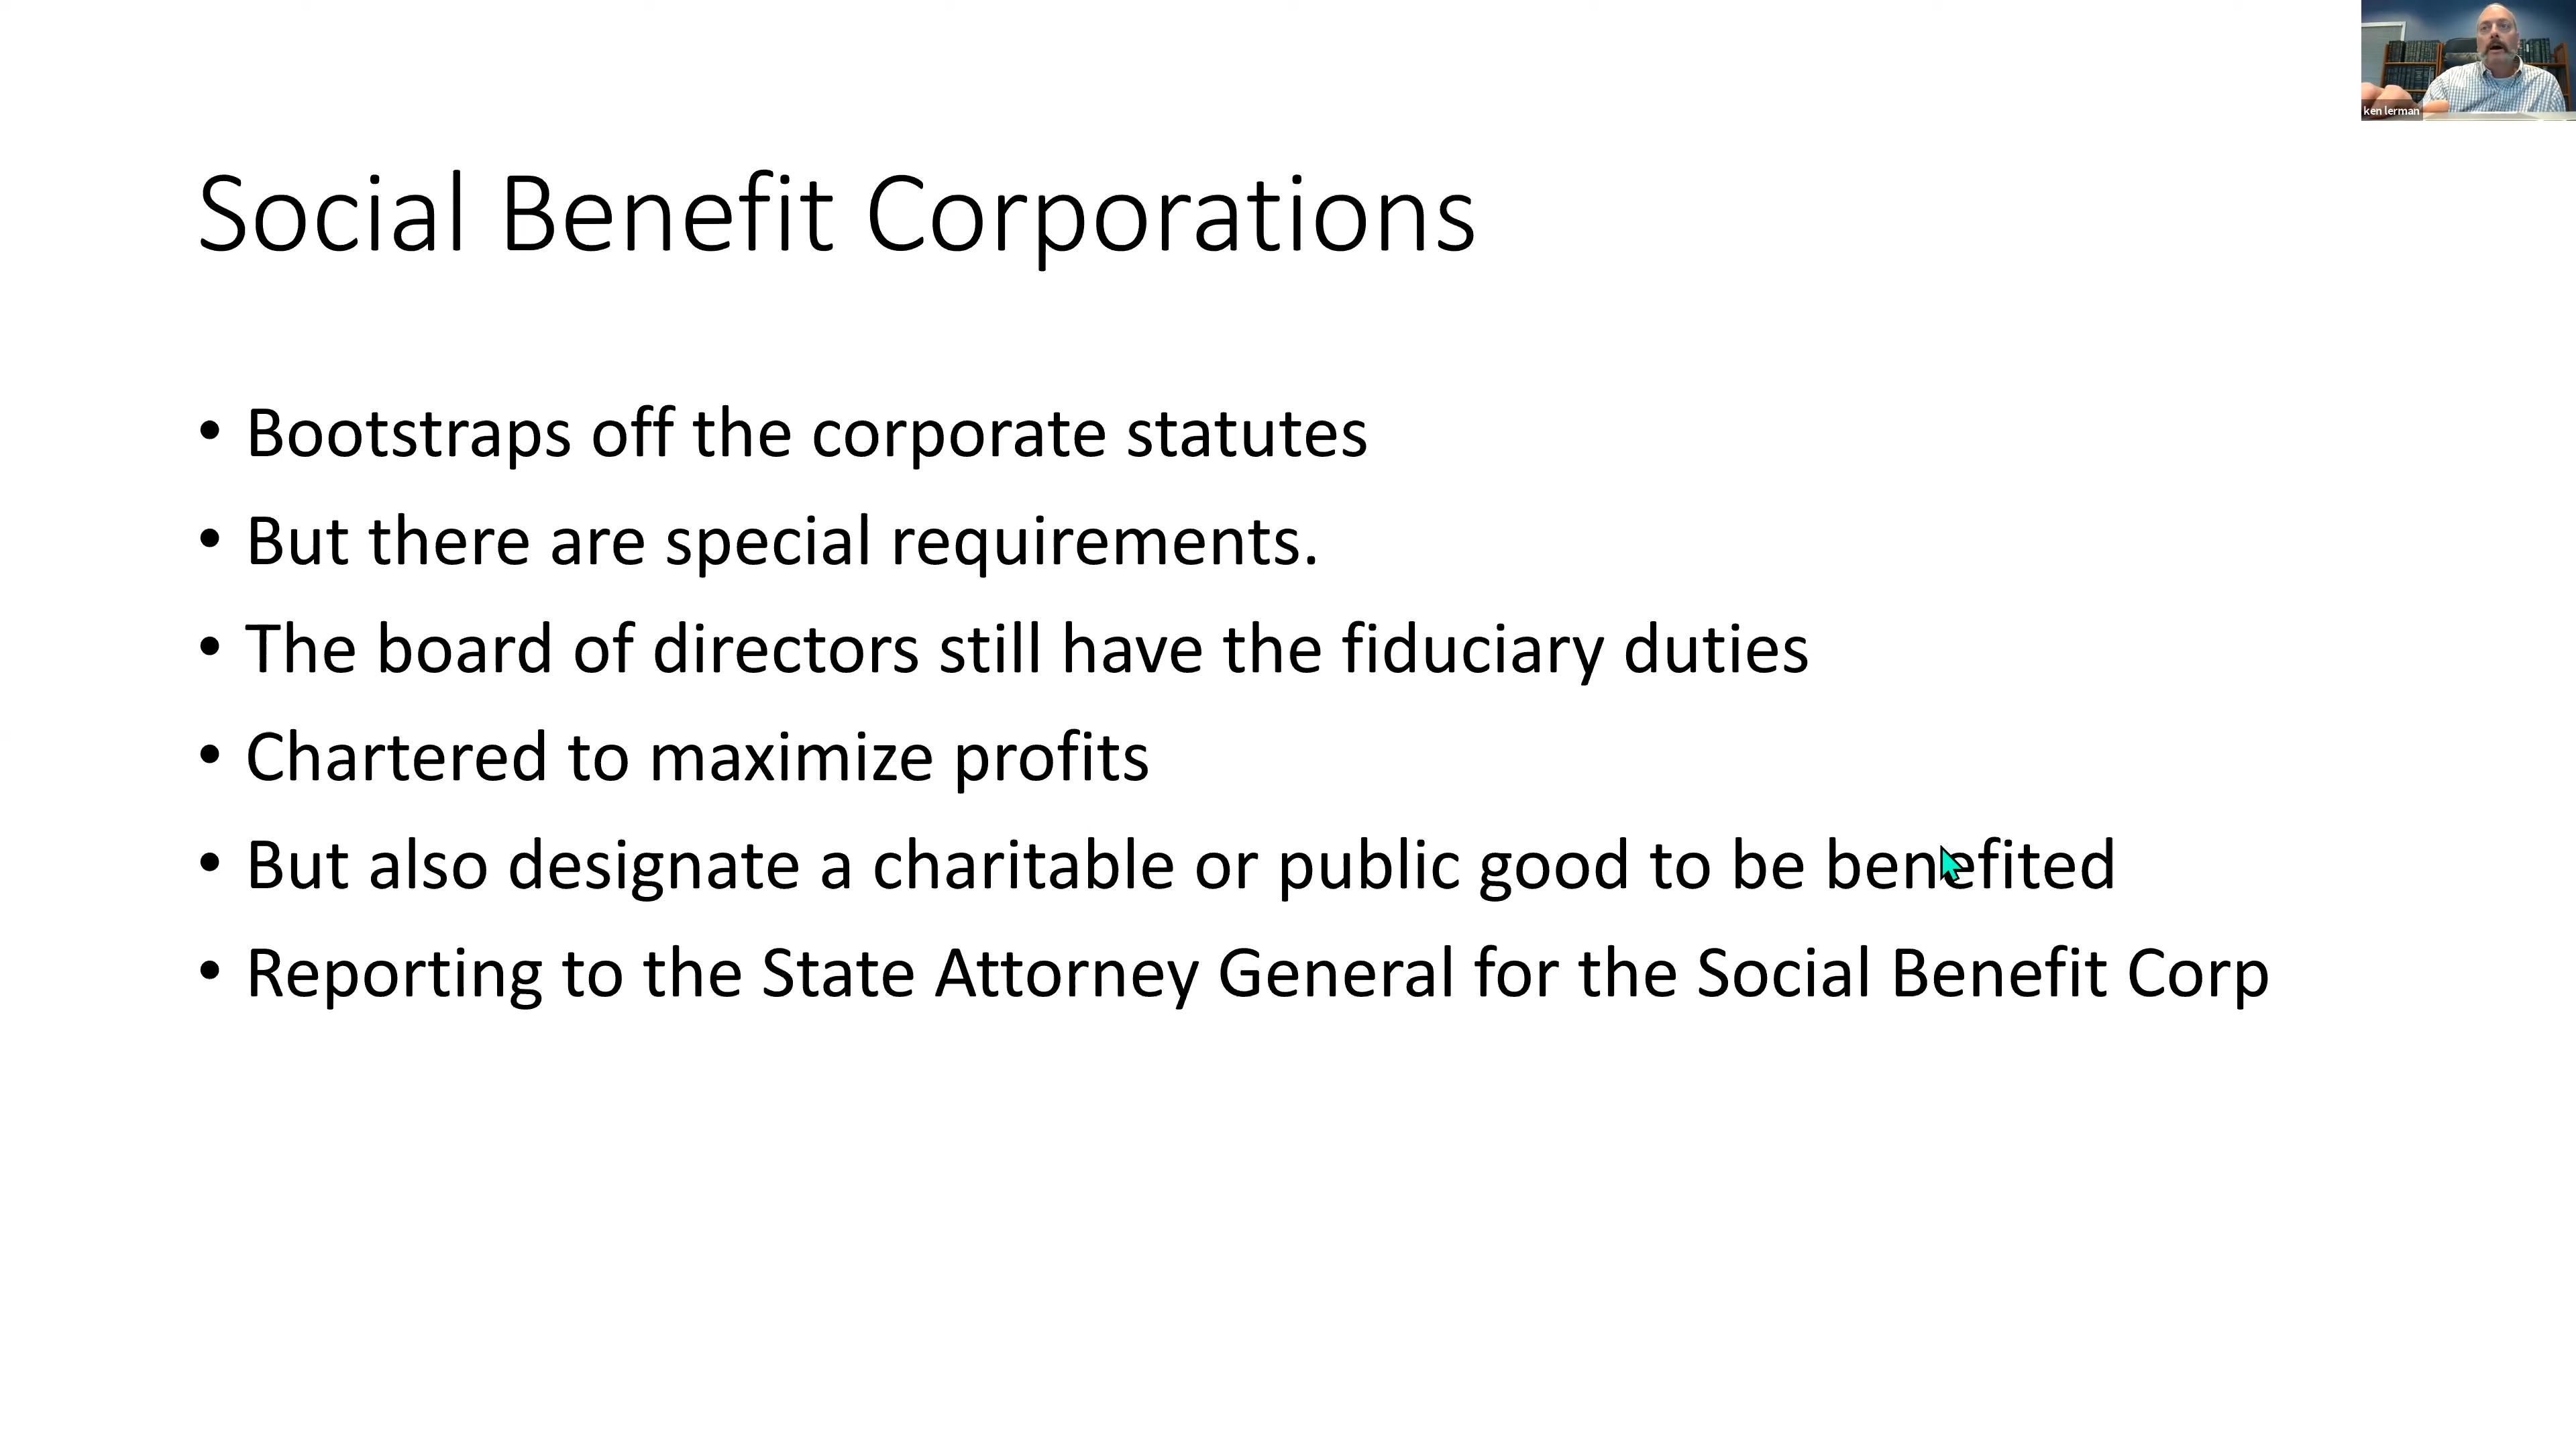 ken lerman
Social Benefit Corporations
• Bootstraps off the corporate statutes
• But there are special requirements.
• The board of directors still have the fiduciary duties
• Chartered to maximize profits
• But also designate a charitable or public good to be benefited
• Reporting to the State Attorney General for the Social Benefit Corp